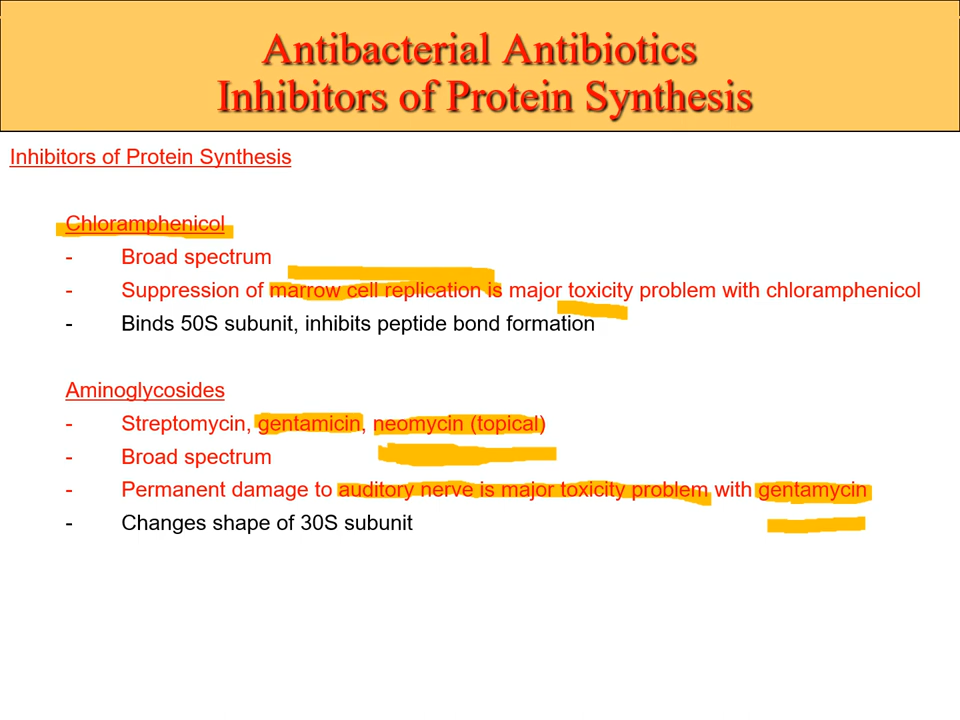 Antibacterial Antibiotics
Inhibitors of Protein Synthesis
Inhibitors of Protein Synthesis
Chloramphenicol
- Broad spectrum
- Suppression of marrow cell replication is major toxicity problem with chloramphenicol
- Binds 50S subunit, inhibits peptide bond formation
Aminoglycosides
- Streptomycin, gentamicin, neomycin (topical)
- Broad spectrum
- Permanent damage to auditory nerve is major toxicity problem with gentamycin
- Changes shape of 30S subunit